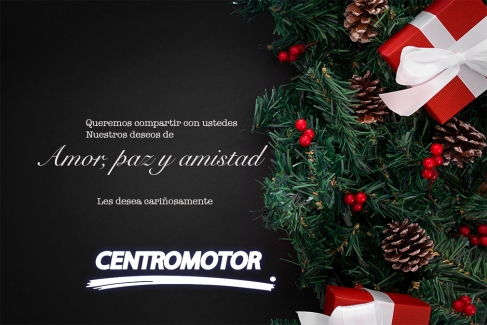 Queremos compartir con ustedes
Nuestros deseos de
Amor, paz y amistad
Les desea cariñosamente
CENTROMOTOR